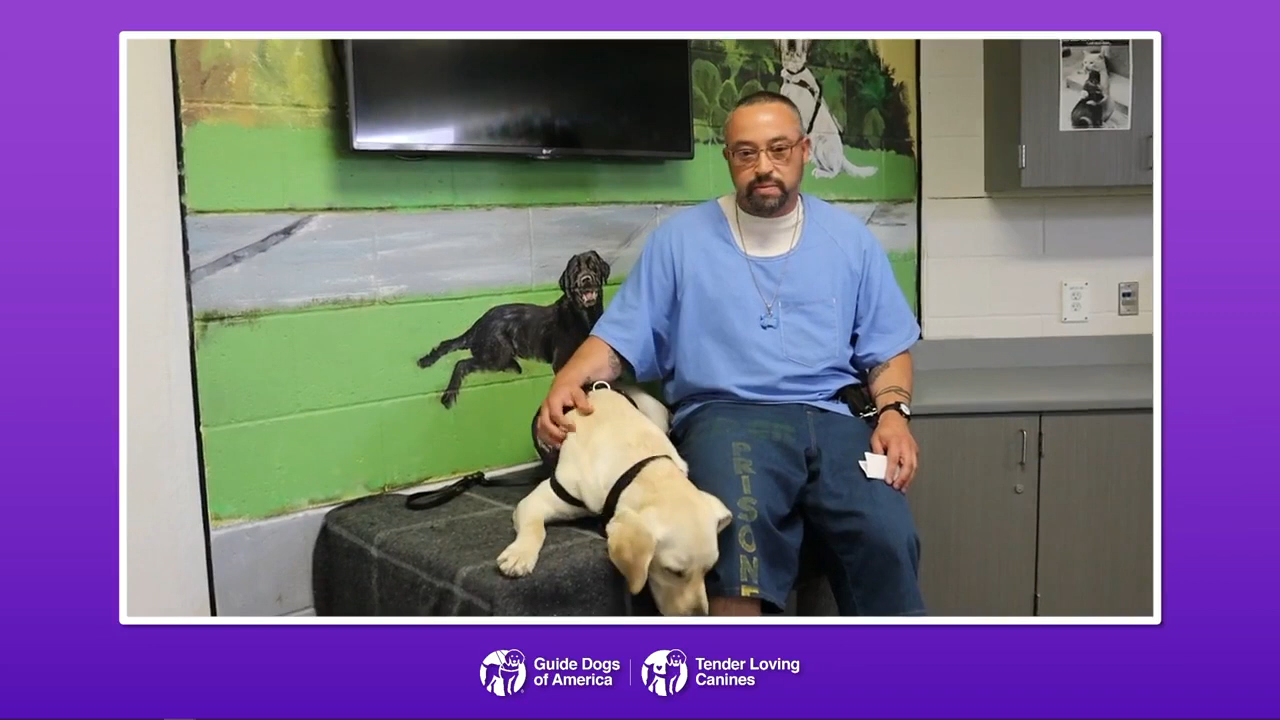 PRISONE
Guide Dogs
of America
Tender Loving
Canines